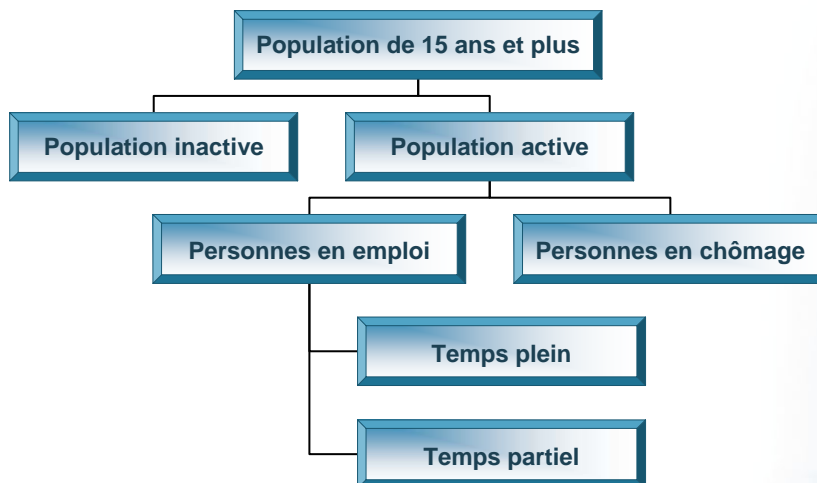 Population de 15 ans et plus
Population inactive
Population active
Personnes en emploi
Personnes en chômage
Temps plein
Temps partiel